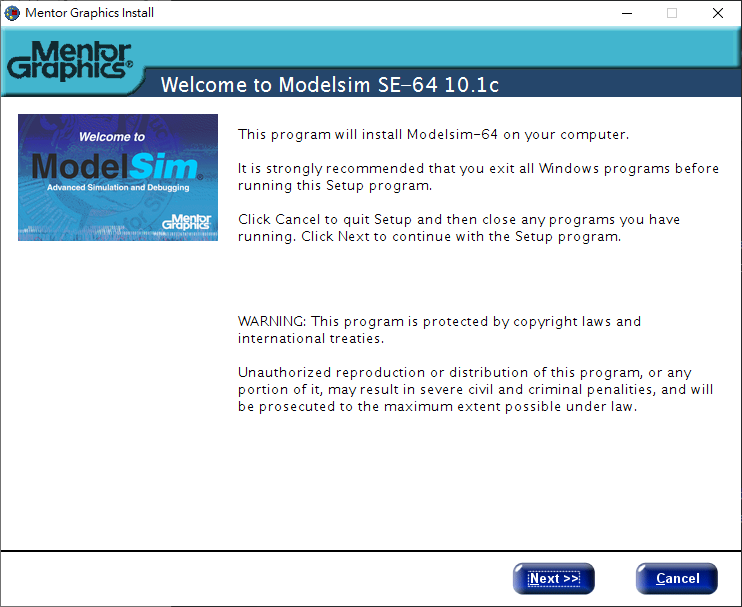 Mentor Graphics Install
Mentor
Graphics®
Welcome to Modelsim SE-64 10.1c
Welcome to
ModelSim®
Advanced Simulation and Debugging
Mentor
Graphics
This program will install Modelsim-64 on your computer.
It is strongly recommended that you exit all Windows programs before
running this Setup program.
Click Cancel to quit Setup and then close any programs you have
running. Click Next to continue with the Setup program.
WARNING: This program is protected by copyright laws and
international treaties.
Unauthorized reproduction or distribution of this program, or any
portion of it, may result in severe civil and criminal penalities, and will
be prosecuted to the maximum extent possible under law.
Next >>
Cancel